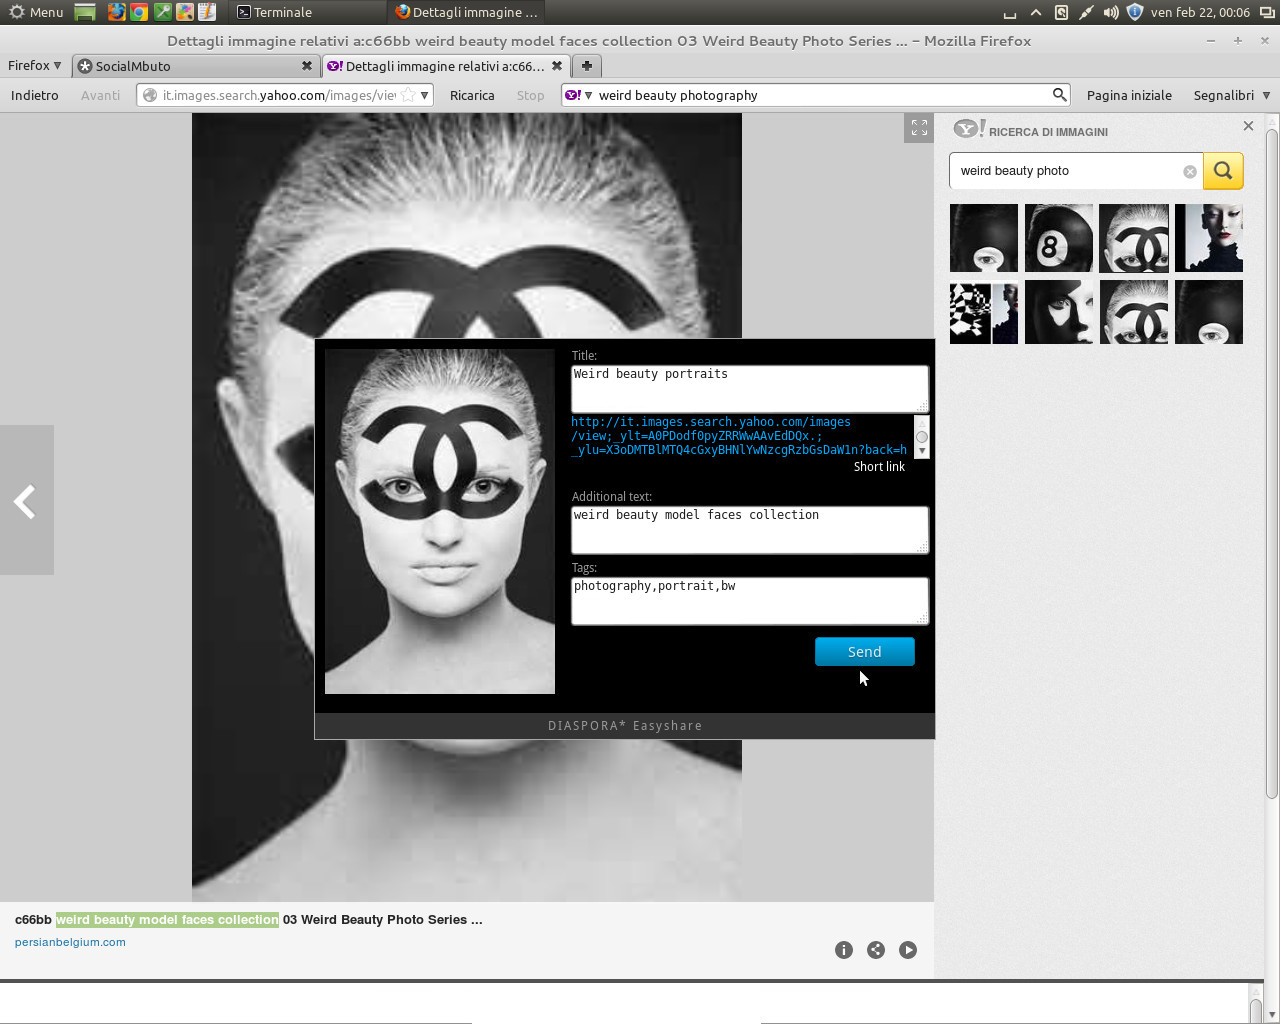 Menu
Terminale
Dettagli immagine ...
ven feb 22, 00:06
Dettagli immagine relativi a:c66bb weird beauty model faces collection 03 Weird Beauty Photo Series ... – Mozilla Firefox
Firefox
SocialMbuto
Y! Dettagli immagine relativi a:c66...
Indietro
Avanti
it.images.search.yahoo.com/images/view
Ricarica
Stop
Y!
weird beauty photography
Pagina iniziale
Segnalibri
Y! RICERCA DI IMMAGINI
weird beauty photo
8
Title:
Weird beauty portraits
http://it.images.search.yahoo.com/images
/view;_ylt=A0PDodf0pyZRRWwAAvEdDQx.;
_ylu=X3oDMTBlMTQ4cGxyBHNlYwNzcgRzbGsDaW1n?back=h
Short link
Additional text:
weird beauty model faces collection
Tags:
photography,portrait,bw
Send
DIASPORA* Easyshare
c66bb weird beauty model faces collection 03 Weird Beauty Photo Series ...
persianbelgium.com